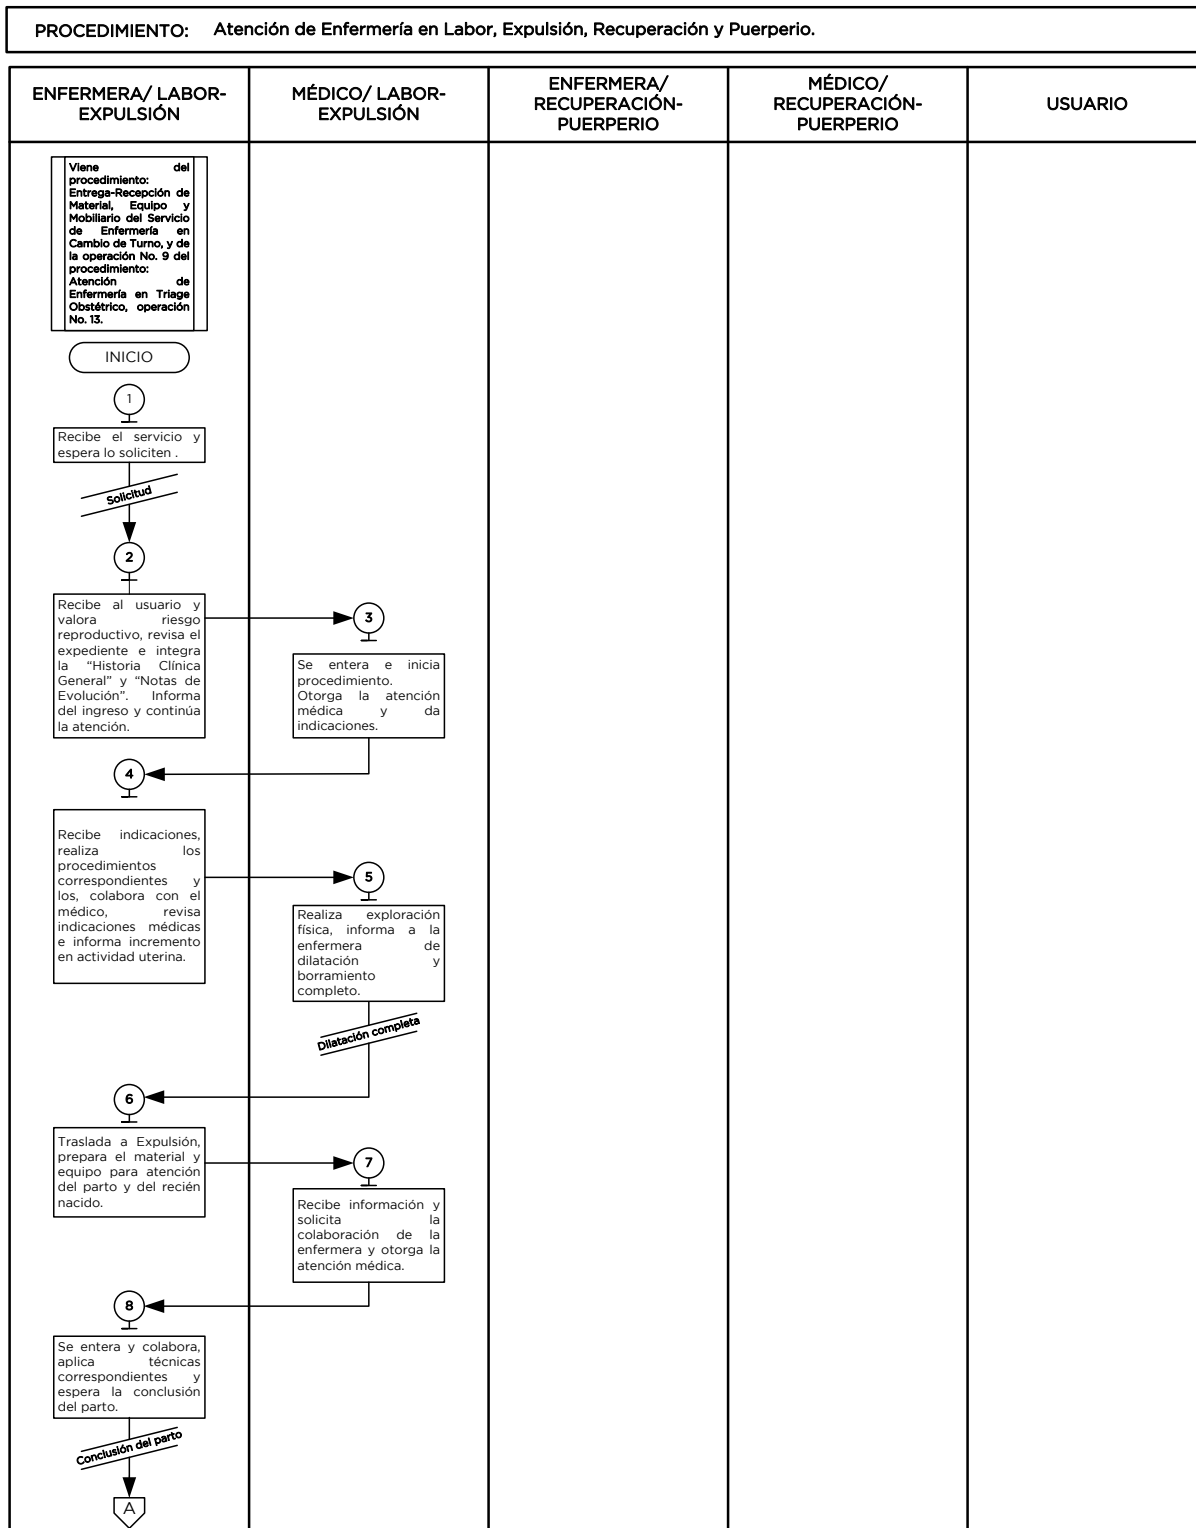 PROCEDIMIENTO: Atención de Enfermería en Labor, Expulsión, Recuperación y Puerperio.
ENFERMERA/ LABOR-
EXPULSIÓN
MÉDICO/ LABOR-
EXPULSIÓN
ENFERMERA/
RECUPERACIÓN-
PUERPERIO
MÉDICO/
RECUPERACIÓN-
PUERPERIO
USUARIO
Viene del
procedimiento:
Entrega-Recepción de
Material, Equipo y
Mobiliario del Servicio
de Enfermería en
Cambio de Turno, y de
la operación No. 9 del
procedimiento:
Atención de
Enfermería en Triage
Obstétrico, operación
No. 13.
INICIO
1
Recibe el servicio y
espera lo soliciten .
Solicitud
2
Recibe al usuario y
valora riesgo
reproductivo, revisa el
expediente e integra
la “Historia Clínica
General” y “Notas de
Evolución”. Informa
del ingreso y continúa
la atención.
3
Se entera e inicia
procedimiento.
Otorga la atención
médica y da
indicaciones.
4
Recibe indicaciones,
realiza los
procedimientos
correspondientes y
los, colabora con el
médico, revisa
indicaciones médicas
e informa incremento
en actividad uterina.
5
Realiza exploración
física, informa a la
enfermera de
dilatación y
borramiento
completo.
Dilatación completa
6
Traslada a Expulsión,
prepara el material y
equipo para atención
del parto y del recién
nacido.
7
Recibe información y
solicita la
colaboración de la
enfermera y otorga la
atención médica.
8
Se entera y colabora,
aplica técnicas
correspondientes y
espera la conclusión
del parto.
Conclusión del parto
A